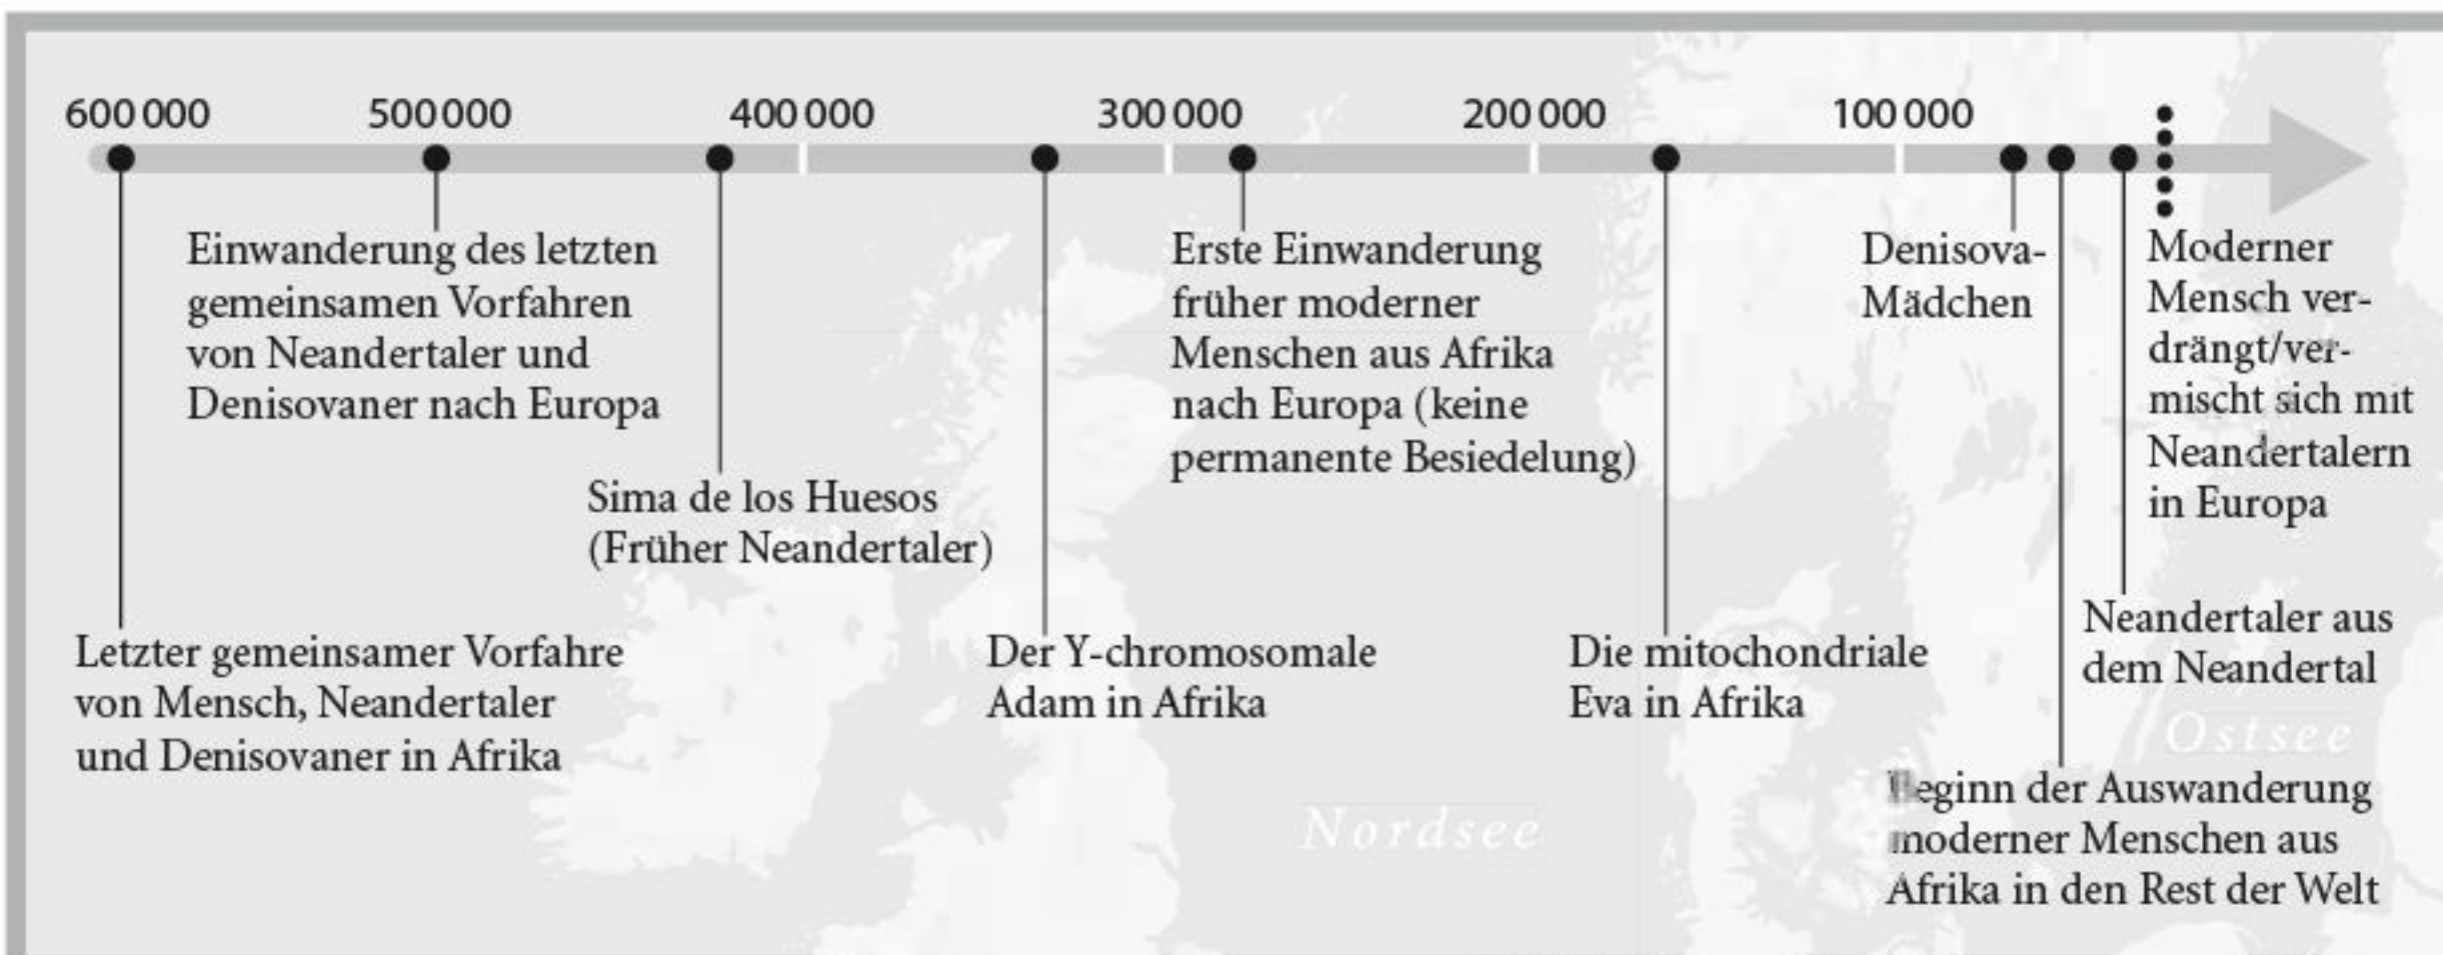 600 000 500 000 400 000 300 000 200 000 100 000
Einwanderung des letzten
gemeinsamen Vorfahren
von Neandertaler und
Denisovaner nach Europa
Erste Einwanderung
früher moderner
Menschen aus Afrika
nach Europa (keine
permanente Besiedelung)
Denisova-
Mädchen
Moderner
Mensch ver-
drängt/ver-
mischt sich mit
Neandertalern
in Europa
Sima de los Huesos
(Früher Neandertaler)
Letzter gemeinsamer Vorfahre
von Mensch, Neandertaler
und Denisovaner in Afrika
Der Y-chromosomale
Adam in Afrika
Die mitochondriale
Eva in Afrika
Neandertaler aus
dem Neandertal
Ostsee
Beginn der Auswanderung
moderner Menschen aus
Afrika in den Rest der Welt
Nordsee